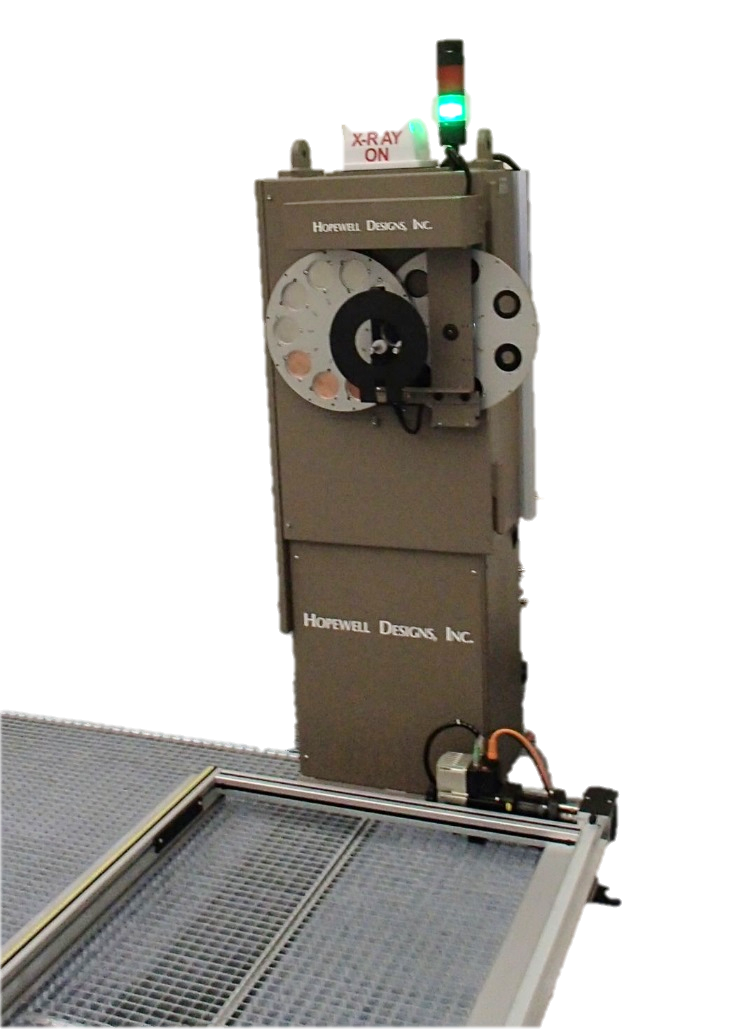 X-RAY
ON
HOPEWELL DESIGNS, INC.
HOPEWELL DESIGNS, INC.